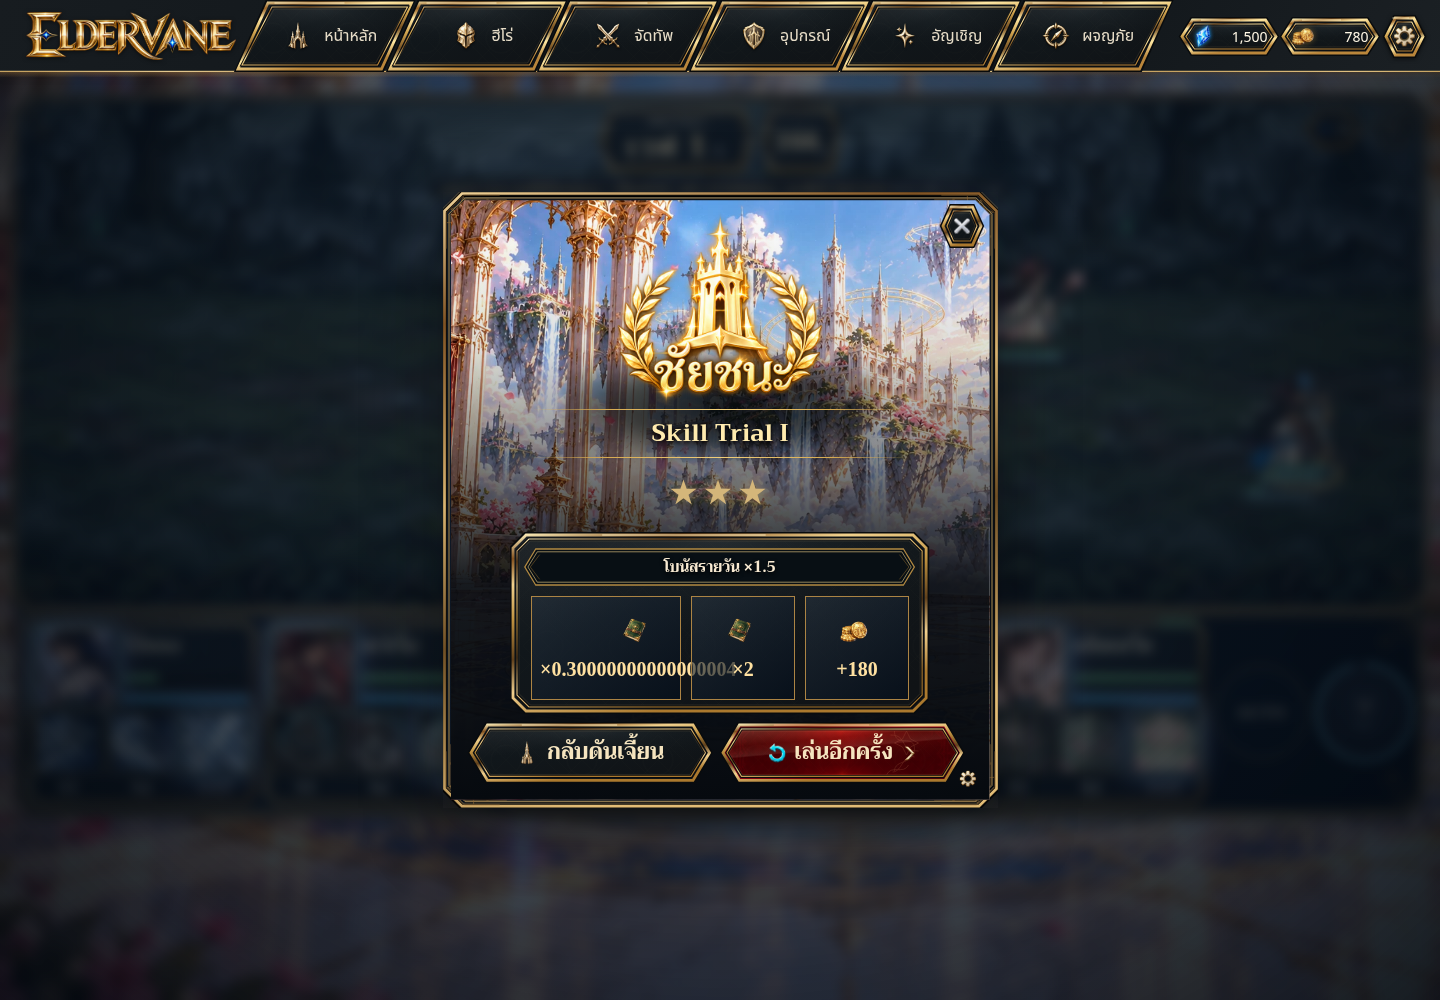 ELDERVANE
หน้าหลัก
ฮีโร่
จัดทัพ
อุปกรณ์
อัญเชิญ
ผจญภัย
1,500
780
ชัยชนะ
Skill Trial I
โบนัสรายวัน ×1.5
×0.30000000000000004
×2
+180
กลับดันเจี้ยน
เล่นอีกครั้ง